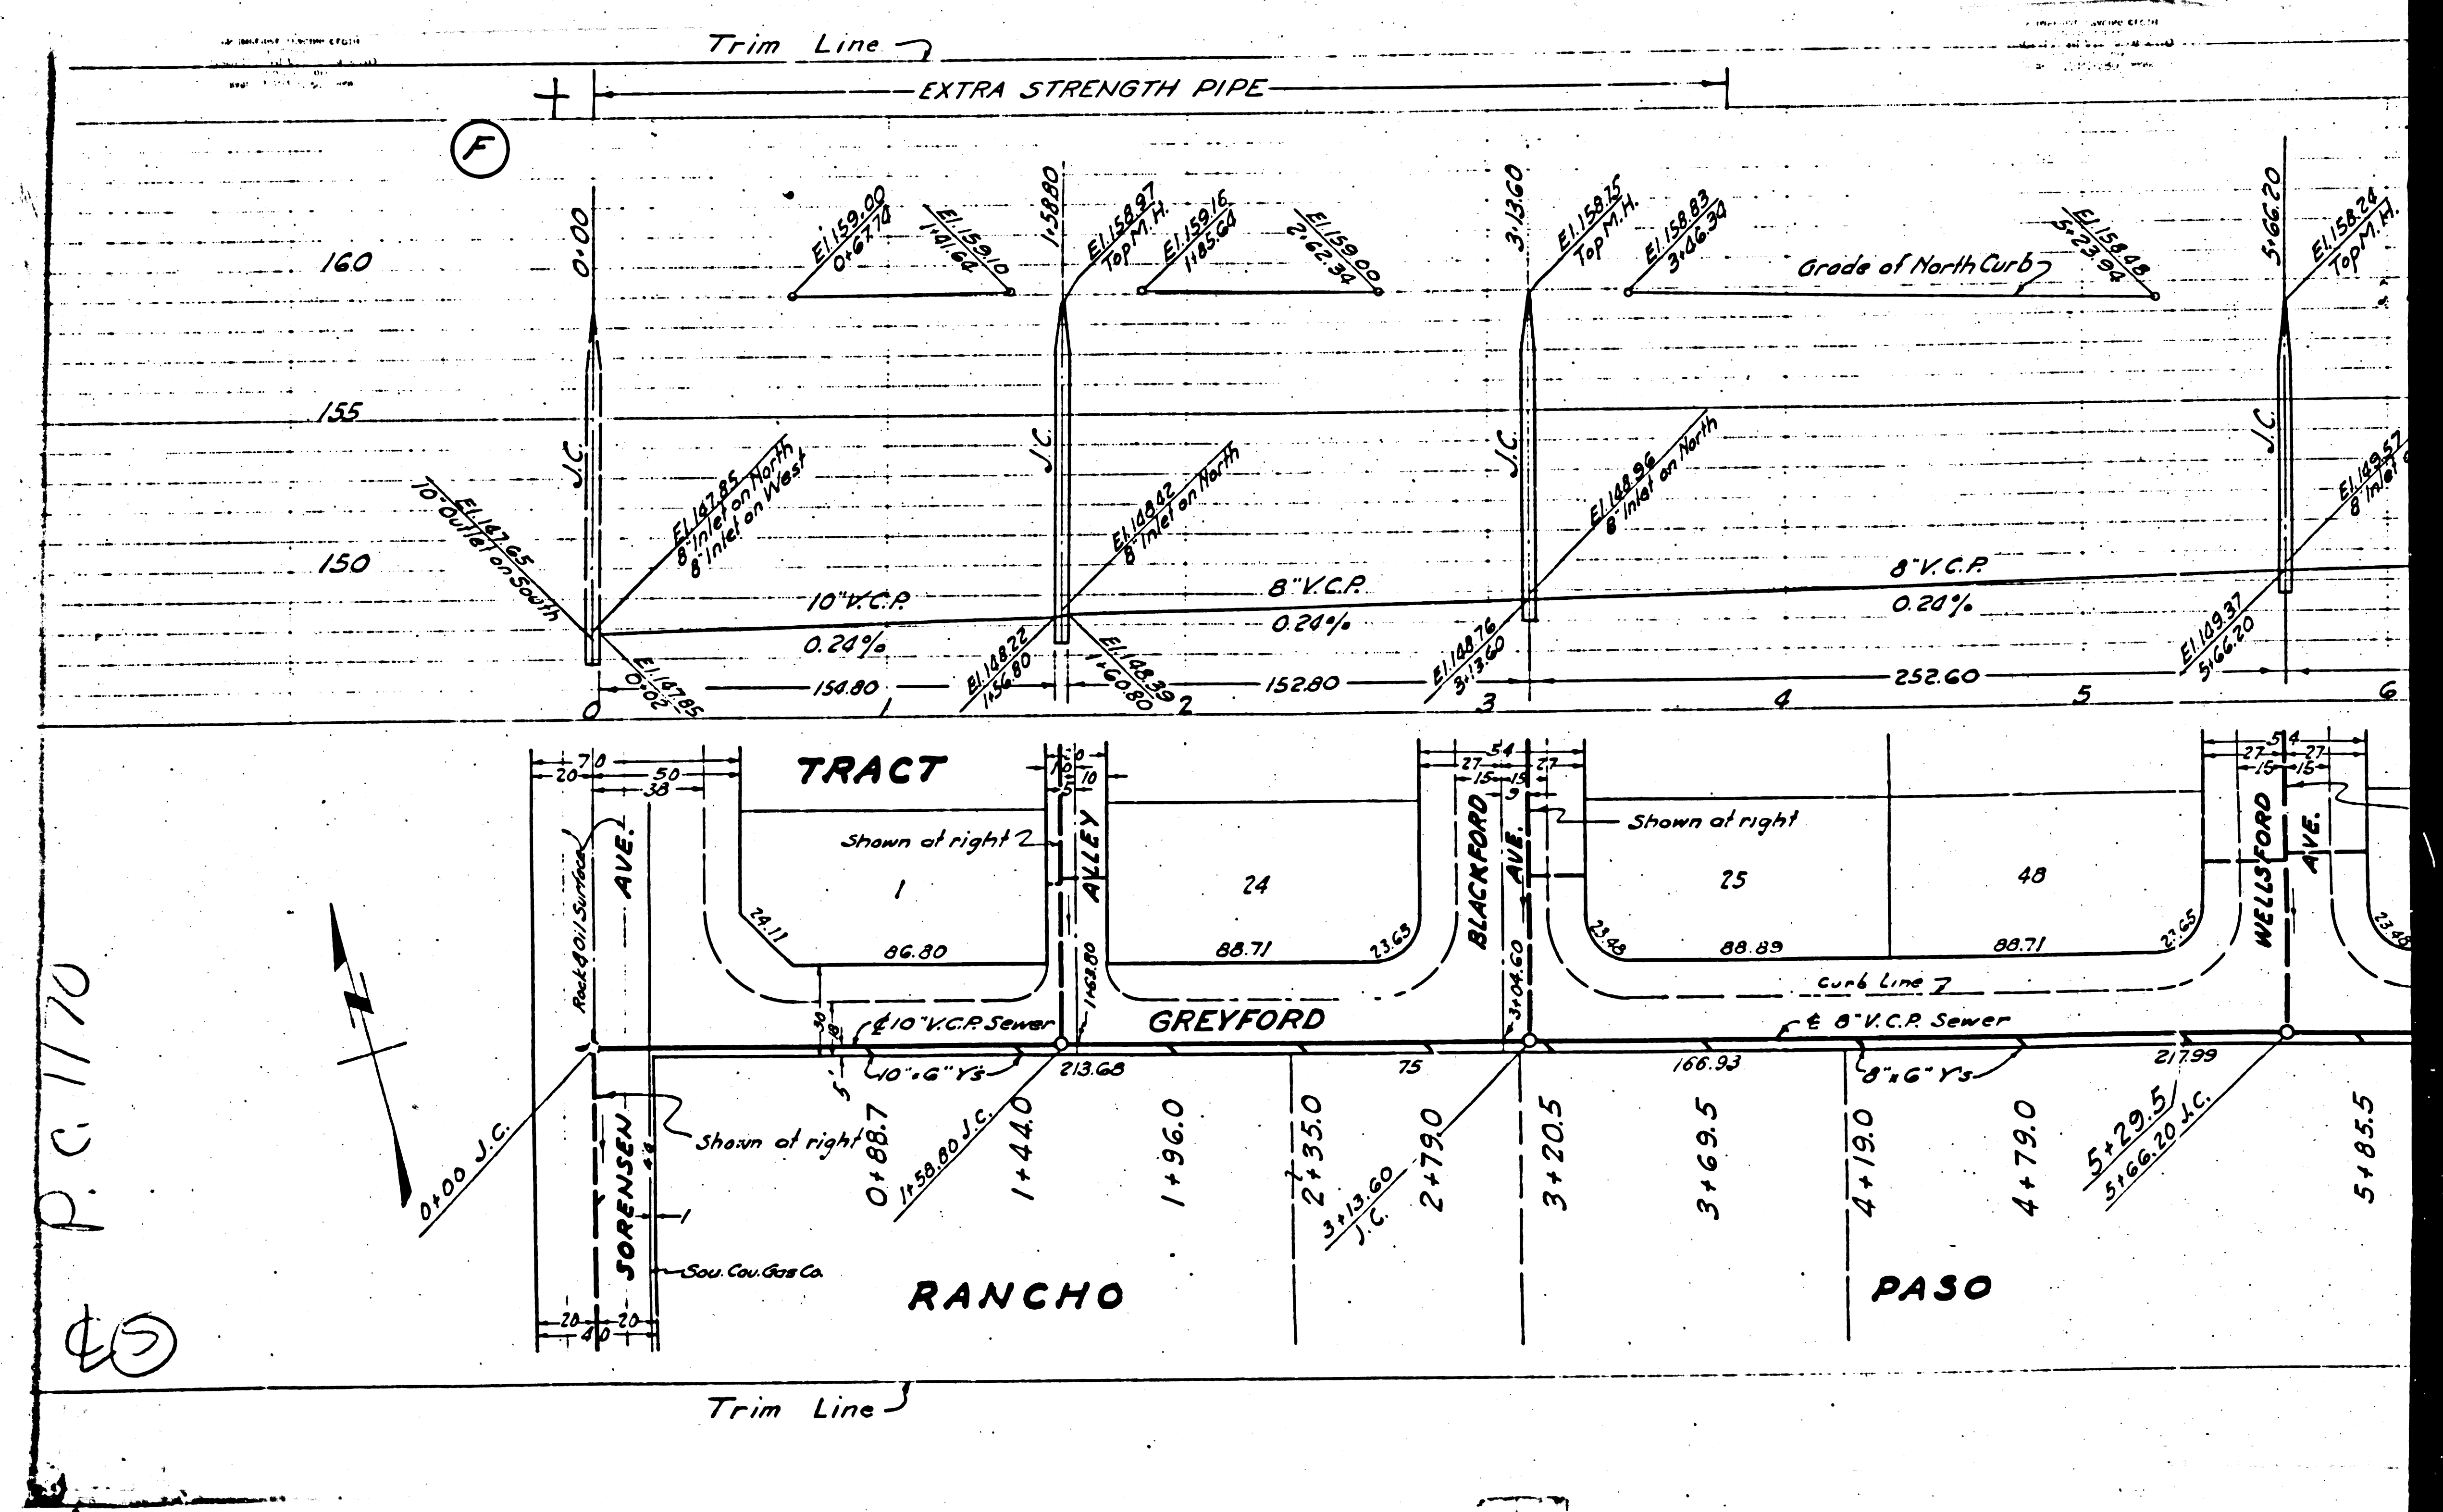 Trim Line
EXTRA STRENGTH PIPE
F
160
155
150
0+00
J.C.
El.159.00
0+67.74
El.159.10
1+41.64
1+58.80
J.C.
El.158.97
Top M.H.
El.159.16
1+85.64
El.159.00
2+62.34
3+13.60
J.C.
El.158.75
Top M.H.
El.158.83
3+46.34
Grade of North Curb
El.158.48
5+23.94
5+66.20
J.C.
El.158.24
Top M.H.
El.147.65
10" Outlet on South
El.147.85
8" Inlet on North
8" Inlet on West
El.148.42
8" Inlet on North
El.148.96
8" Inlet on North
El.149.57
8" Inlet
10" V.C.P.
0.24%
8" V.C.P.
0.24%
8" V.C.P.
0.24%
El.147.85
0+02
El.148.22
1+56.80
El.148.39
1+60.80
El.148.76
3+13.60
El.149.37
5+66.20
154.80
152.80
252.60
0 1 2 3 4 5 6
70
20 50
38
TRACT
10
5
54
27 27
15 15
9
54
27 27
15 15
Rock & Oil Surface
AVE.
Shown at right
ALLEY
BLACKFORD AVE.
Shown at right
WELLSFORD AVE.
1
24
25
48
24.11
86.80
1+63.80
88.71
23.65
3+04.60
23.48
88.89
88.71
23.65
23.48
Curb Line
30
18
5'
₵ 10" V.C.P. Sewer
GREYFORD
₵ 8" V.C.P. Sewer
10"x6" Y's
213.68
75
166.93
8"x6" Y's
217.99
0+00 J.C.
Shown at right
SORENSEN
44
1
Sou. Cou. Gas Co.
20 20
40
0+88.7
1+58.80 J.C.
1+44.0
1+96.0
2+35.0
3+13.60
J.C.
2+79.0
3+20.5
3+69.5
4+19.0
4+79.0
5+29.5
5+66.20 J.C.
5+85.5
RANCHO
PASO
P.C. 1170
5
Trim Line